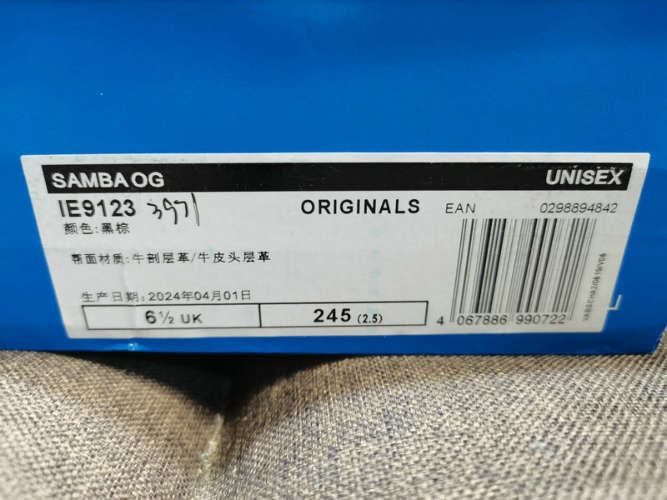 SAMBA OG UNISEX
IE9123 3971 ORIGINALS EAN 0298894842
颜色:黑棕
帮面材质:牛剖层革/牛皮头层革
生产日期:2024年04月01日
6½ UK 245 (2.5)
4 067886 990722